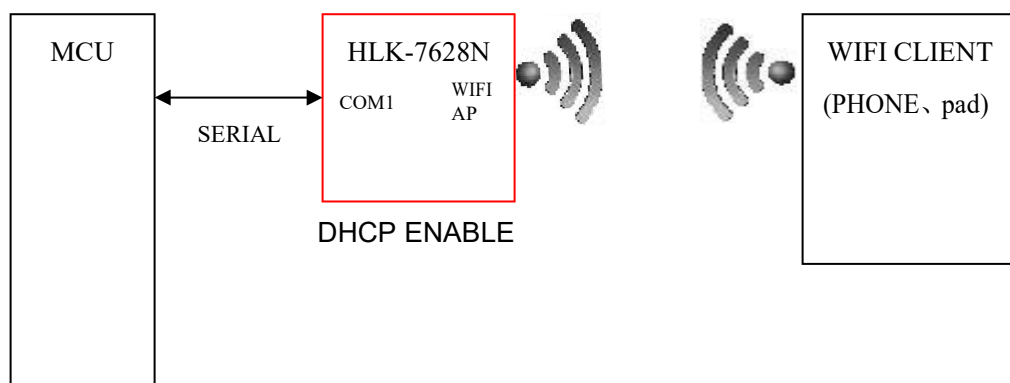 MCU
SERIAL
HLK-7628N
COM1
WIFI
AP
DHCP ENABLE
WIFI CLIENT
(PHONE、pad)